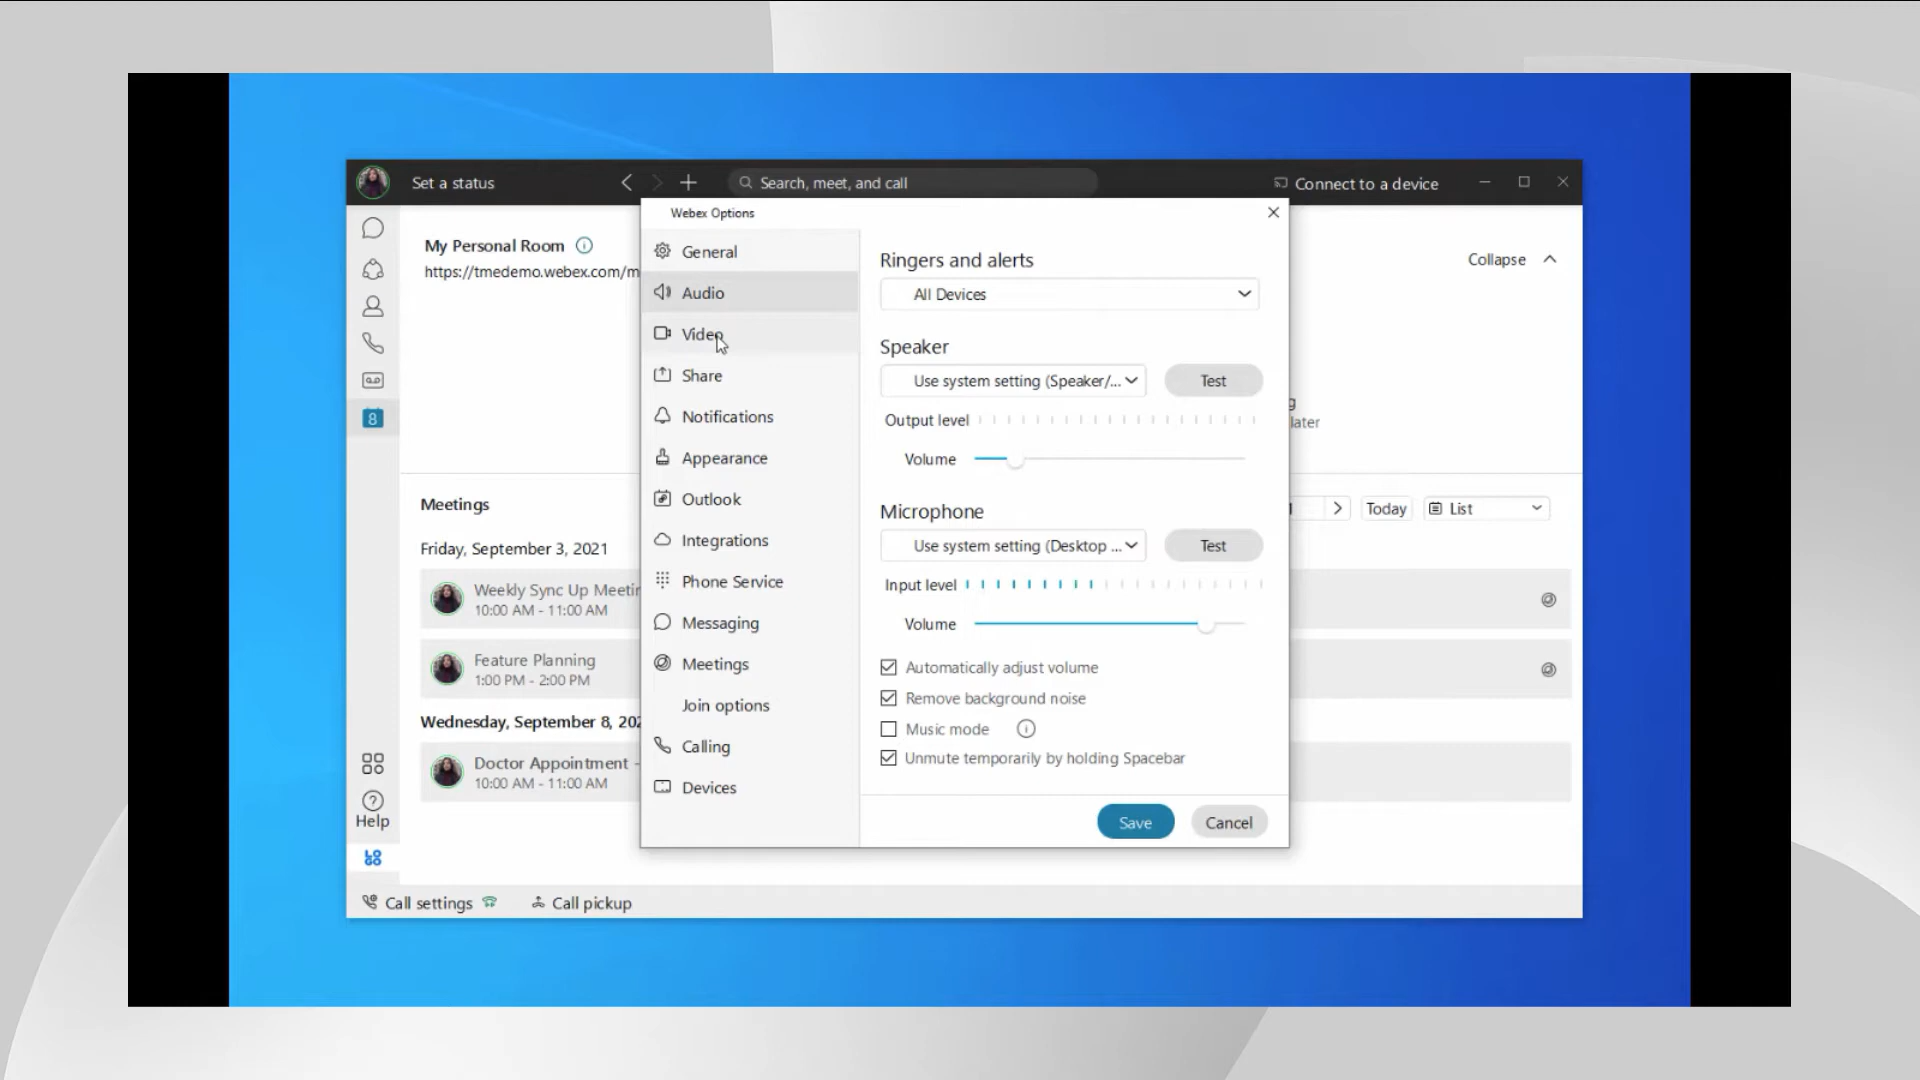 Set a status
Search, meet, and call
Connect to a device
My Personal Room
https://tmedemo.webex.com/m
Collapse
later
Meetings
Today
List
Friday, September 3, 2021
Weekly Sync Up Meetin
10:00 AM - 11:00 AM
Feature Planning
1:00 PM - 2:00 PM
Wednesday, September 8, 202
Doctor Appointment -
10:00 AM - 11:00 AM
8
Help
LO
GO
Call settings
Call pickup
Webex Options
General
Audio
Video
Share
Notifications
Appearance
Outlook
Integrations
Phone Service
Messaging
Meetings
Join options
Calling
Devices
Ringers and alerts
All Devices
Speaker
Use system setting (Speaker/...
Test
Output level
Volume
Microphone
Use system setting (Desktop ...
Test
Input level
Volume
Automatically adjust volume
Remove background noise
Music mode
Unmute temporarily by holding Spacebar
Save
Cancel